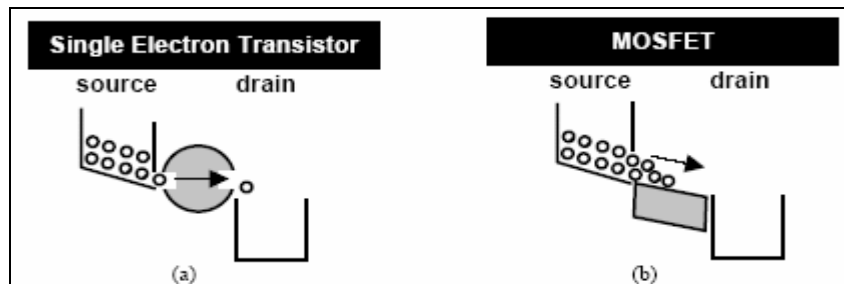 Single Electron Transistor
source drain
(a)
MOSFET
source drain
(b)